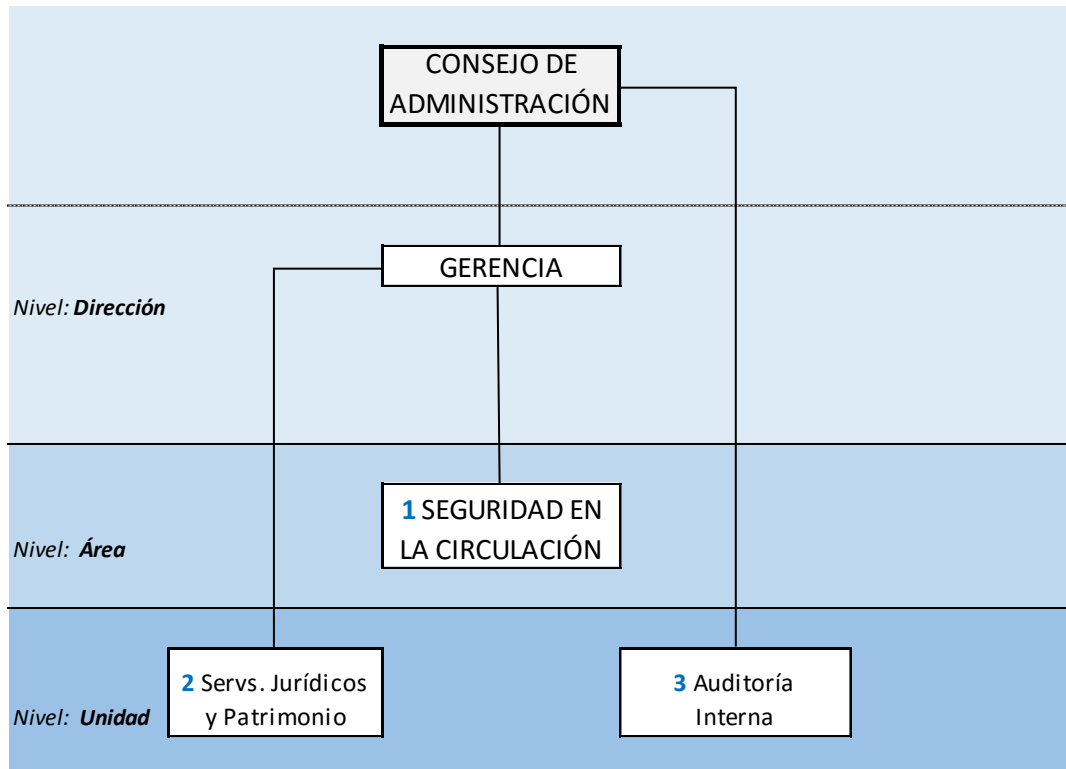 CONSEJO DE
ADMINISTRACIÓN
GERENCIA
Nivel: Dirección
1 SEGURIDAD EN
LA CIRCULACIÓN
Nivel: Área
2 Servs. Jurídicos
y Patrimonio
3 Auditoría
Interna
Nivel: Unidad